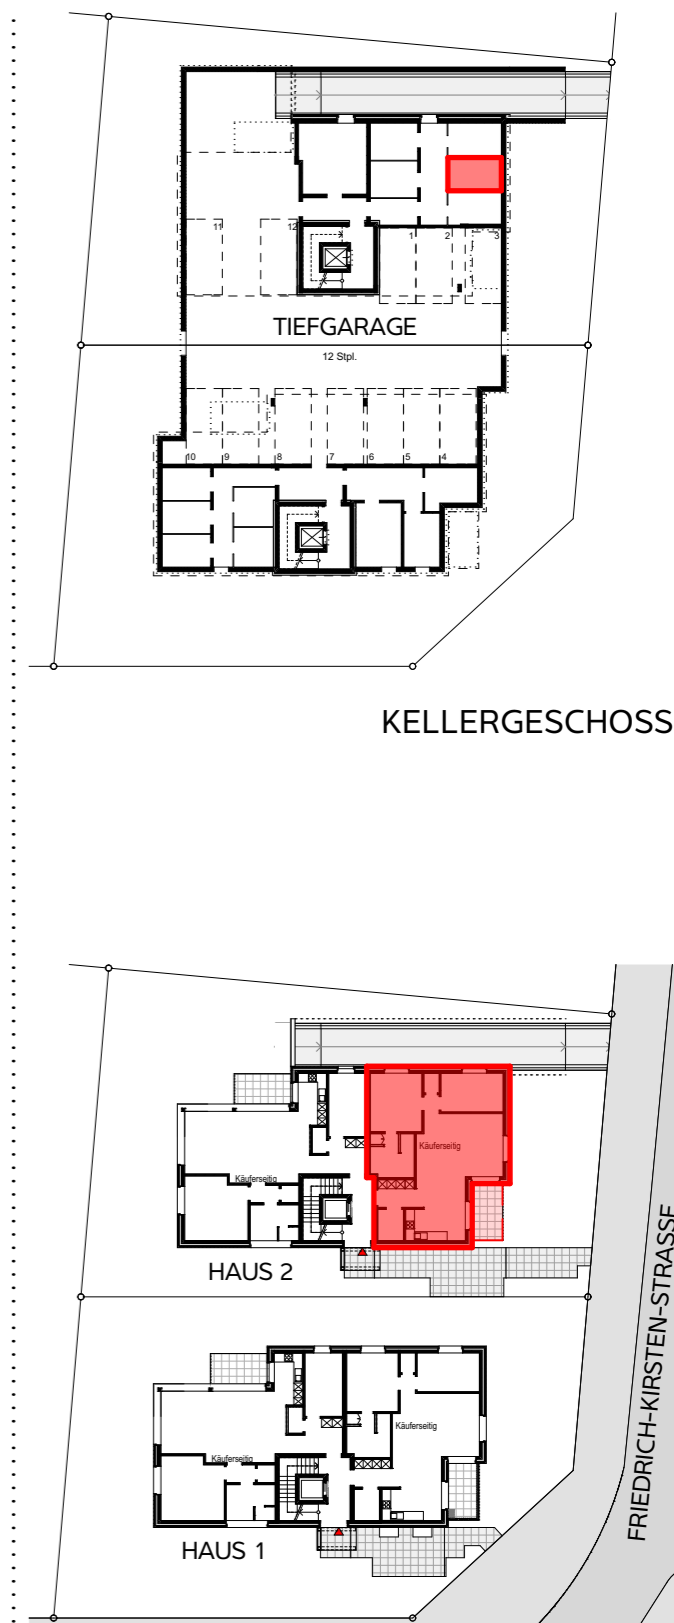 11
12
1
2
3
TIEFGARAGE
12 Stpl.
10
9
8
7
6
5
4
KELLERGESCHOSS
Käuferseitig
Käuferseitig
HAUS 2
FRIEDRICH-KIRSTEN-STRASSE
Käuferseitig
Käuferseitig
HAUS 1